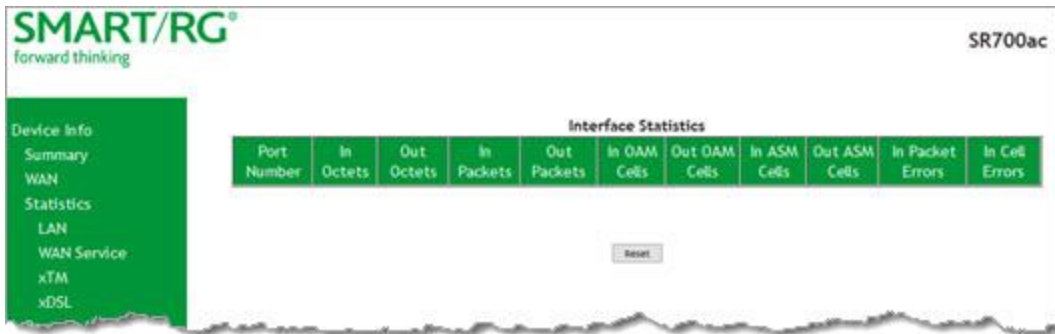 SMART/RG®
forward thinking
SR700ac
Device Info
Summary
WAN
Statistics
LAN
WAN Service
xTM
xDSL
Interface Statistics
Port Number In Octets Out Octets In Packets Out Packets In OAM Cells Out OAM Cells In ASM Cells Out ASM Cells In Packet Errors In Cell Errors
Reset